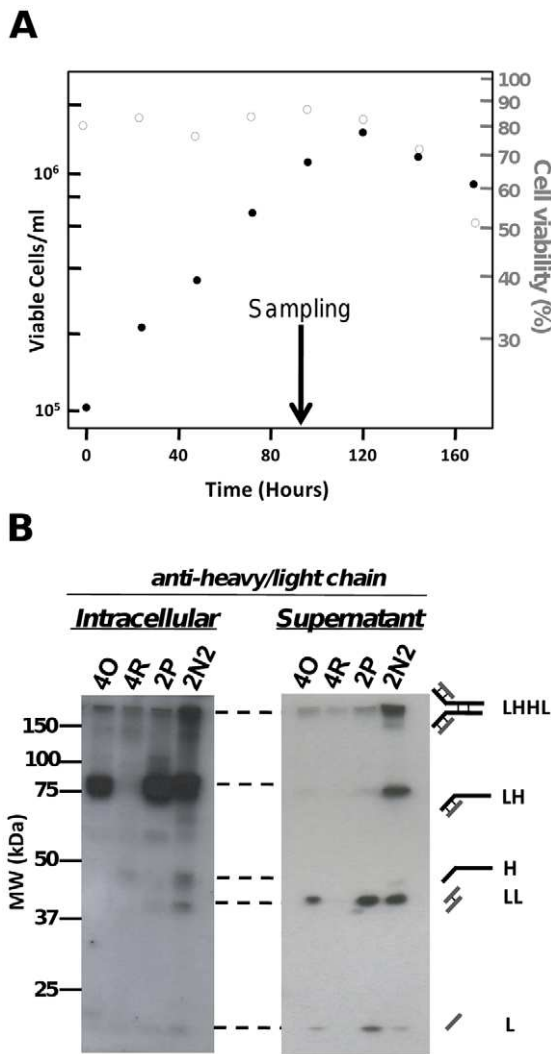 A
Viable Cells/ml
10⁶
10⁵
100
90
80
70
60
50
40
30
Cell viability (%)
Sampling
0
40
80
120
160
Time (Hours)
B
anti-heavy/light chain
Intracellular
Supernatant
4O
4R
2P
2N2
4O
4R
2P
2N2
MW (kDa)
150
100
75
50
37
25
LHHL
LH
H
LL
L